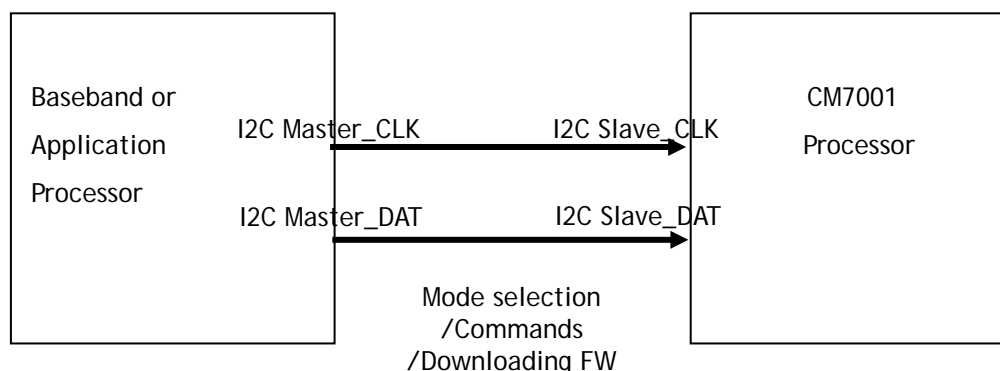 Baseband or
Application
Processor
I2C Master_CLK
I2C Slave_CLK
I2C Master_DAT
I2C Slave_DAT
CM7001
Processor
Mode selection
/Commands
/Downloading FW